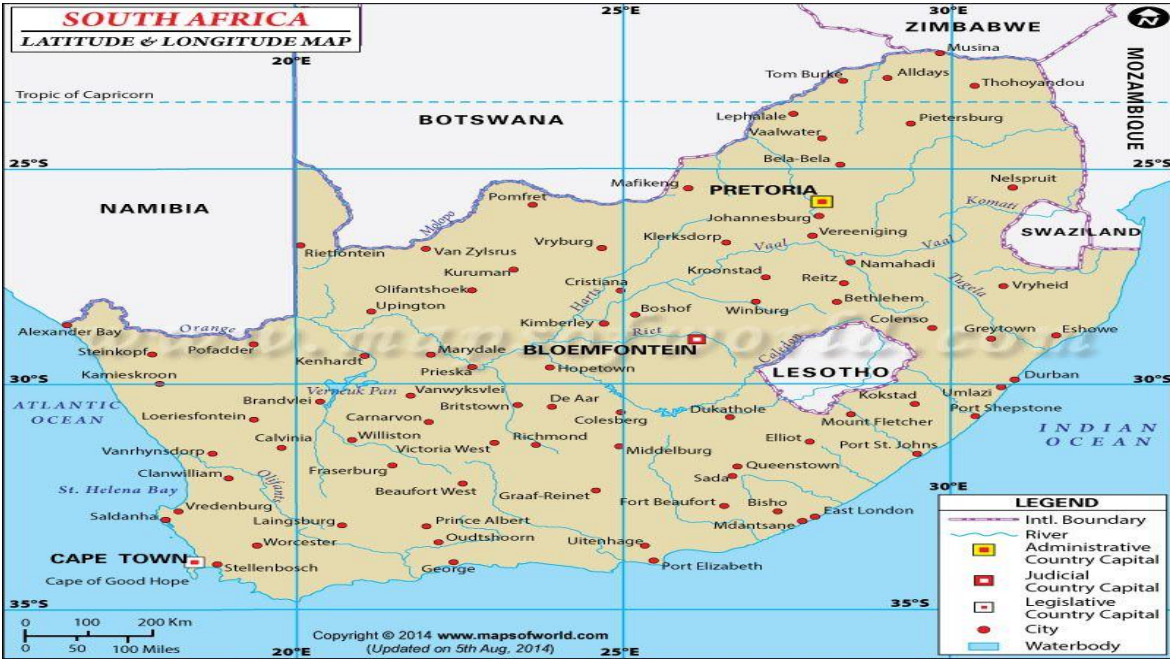 SOUTH AFRICA
LATITUDE & LONGITUDE MAP
20°E
25°E
30°E
ZIMBABWE
MOZAMBIQUE
Musina
Tom Burke
Alldays
Thohoyandou
Tropic of Capricorn
BOTSWANA
Lephalale
Pietersburg
Vaalwater
Bela-Bela
25°S
25°S
Mafikeng
PRETORIA
Nelspruit
Pomfret
NAMIBIA
Komati
Molopo
Johannesburg
SWAZILAND
Rietfontein
Van Zylsrus
Vryburg
Klerksdorp
Vaal
Vereeniging
Vaal
Kuruman
Kroonstad
Namahadi
Olifantshoek
Cristiana
Reitz
Tugela
Vryheid
Upington
Harts
Boshof
Winburg
Bethlehem
Alexander Bay
Orange
Kimberley
Riet
Colenso
Greytown
Eshowe
www.mapsofworld.com
Steinkopf
Pofadder
Kenhardt
Marydale
BLOEMFONTEIN
Caledon
Kamieskroon
Prieska
Hopetown
LESOTHO
Durban
30°S
30°S
Verneuk Pan
Vanwyksvlei
Umlazi
ATLANTIC
OCEAN
Brandvlei
Britstown
De Aar
Kokstad
Loeriesfontein
Carnarvon
Colesberg
Dukathole
Mount Fletcher
Port Shepstone
INDIAN
OCEAN
Calvinia
Williston
Victoria West
Richmond
Middelburg
Elliot
Port St. Johns
Vanrhynsdorp
Clanwilliam
Fraserburg
Queenstown
Sada
St. Helena Bay
Olifants
Beaufort West
Graaf-Reinet
Fort Beaufort
Bisho
30°E
Vredenburg
Saldanha
Laingsburg
Prince Albert
East London
Mdantsane
Worcester
Oudtshoorn
Uitenhage
CAPE TOWN
Stellenbosch
George
Port Elizabeth
Cape of Good Hope
35°S
35°S
LEGEND
Intl. Boundary
River
Administrative
Country Capital
Judicial
Country Capital
Legislative
Country Capital
City
Waterbody
0 100 200 Km
0 50 100 Miles
Copyright © 2014 www.mapsofworld.com
(Updated on 5th Aug, 2014)
20°E
25°E